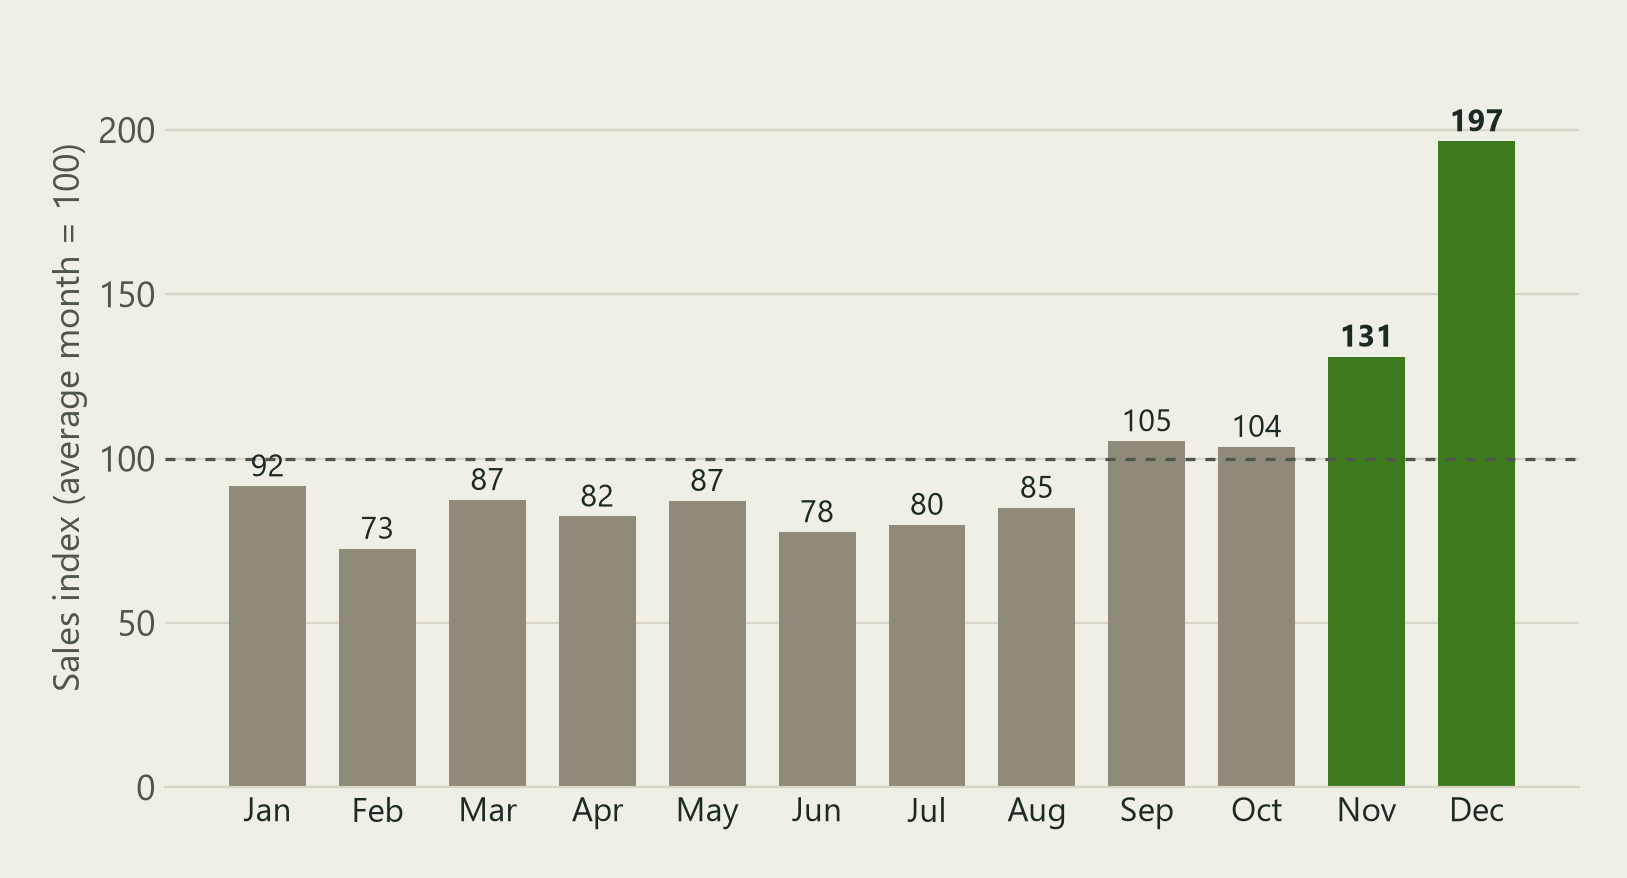 Sales index (average month = 100)
200
150
100
50
0
92
73
87
82
87
78
80
85
105
104
131
197
Jan
Feb
Mar
Apr
May
Jun
Jul
Aug
Sep
Oct
Nov
Dec